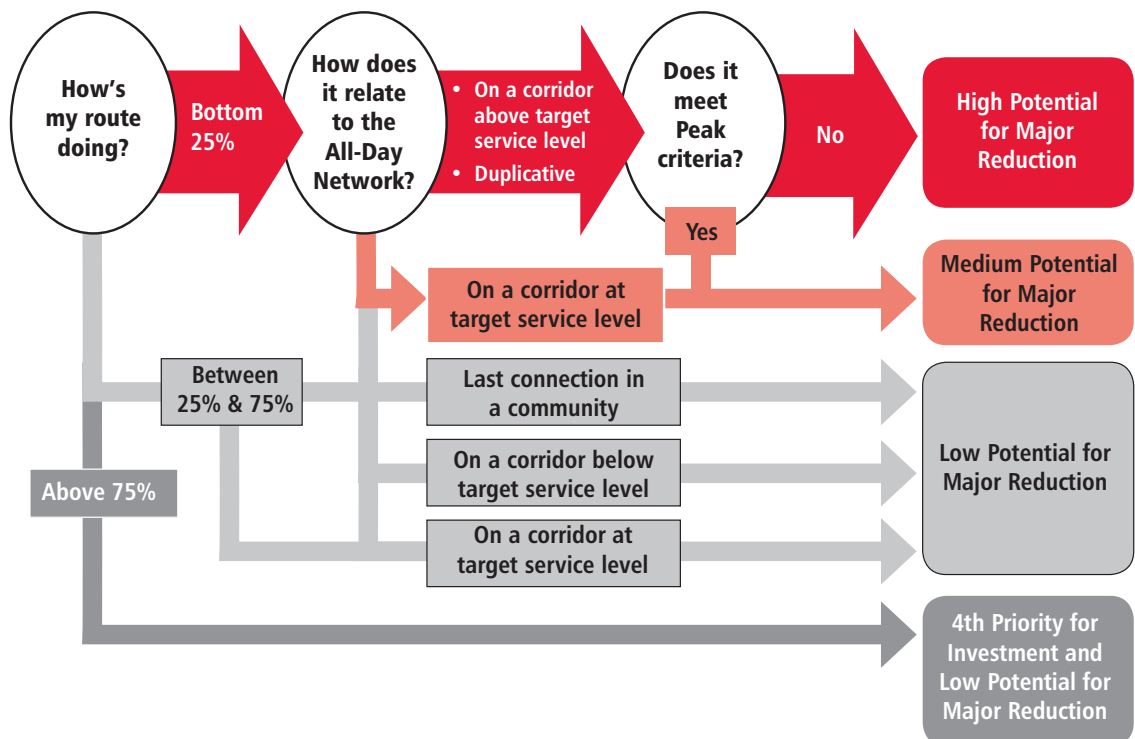 How's
my route
doing?
Bottom
25%
How does
it relate
to the
All-Day
Network?
• On a corridor
above target
service level
• Duplicative
Does it
meet
Peak
criteria?
No
High Potential
for Major
Reduction
Yes
On a corridor at
target service level
Medium Potential
for Major
Reduction
Between
25% & 75%
Last connection in
a community
On a corridor below
target service level
On a corridor at
target service level
Low Potential for
Major Reduction
Above 75%
4th Priority for
Investment and
Low Potential for
Major Reduction